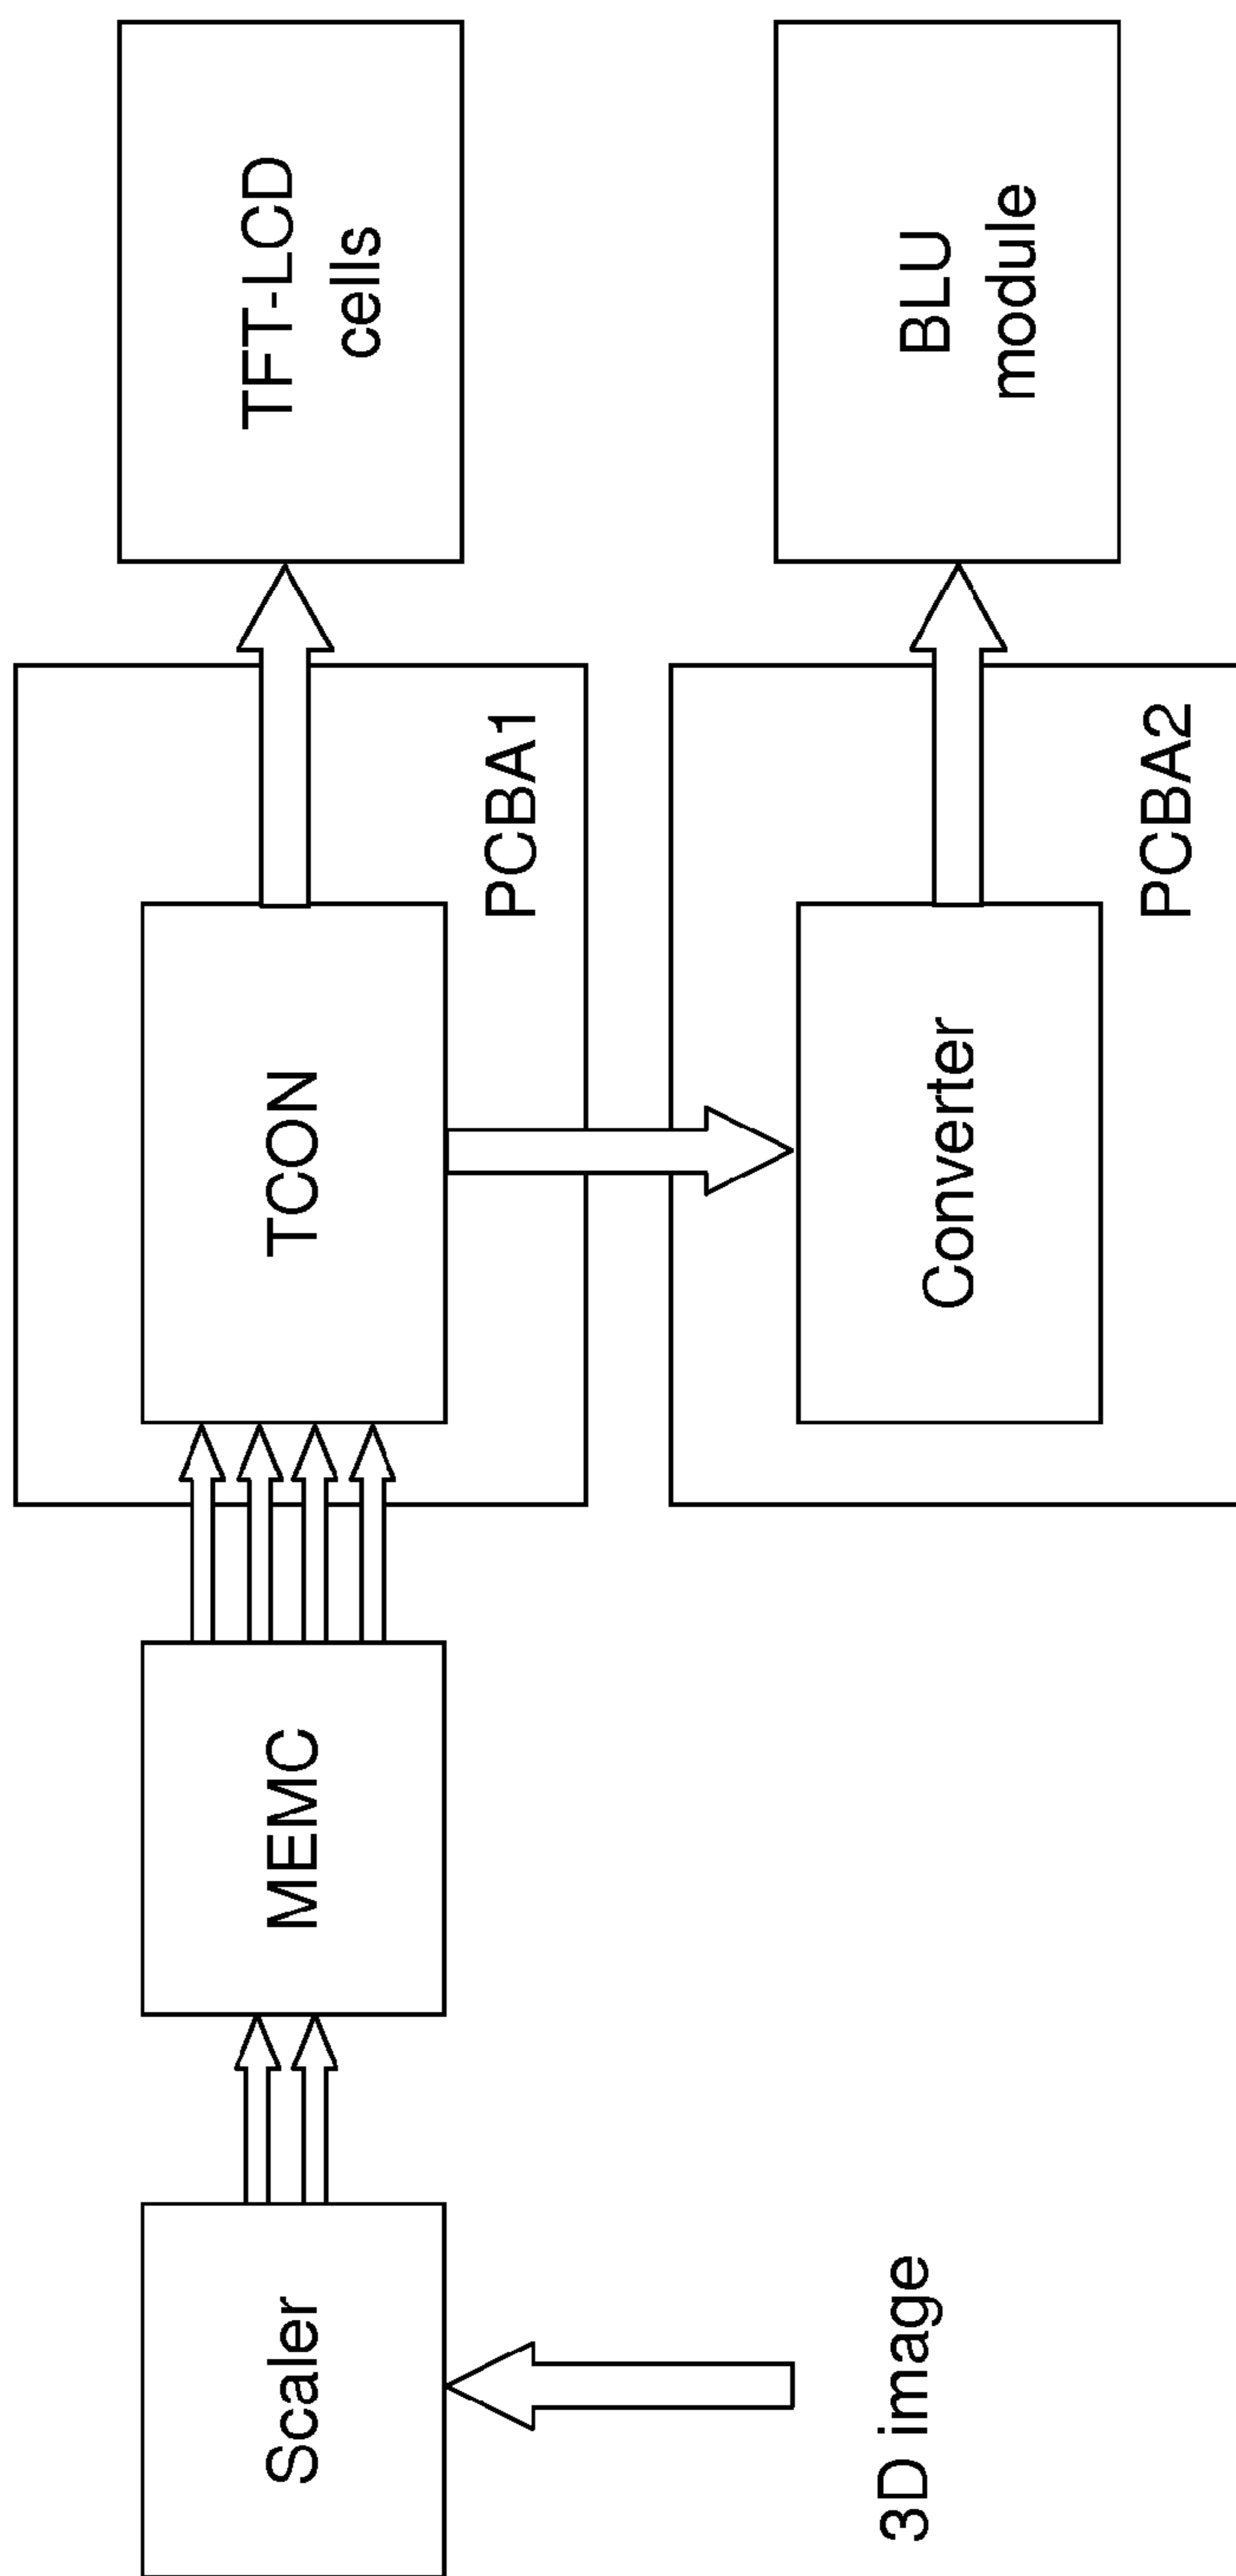 Scaler
MEMC
TCON
PCBA1
TFT-LCD
cells
3D image
Converter
PCBA2
BLU
module